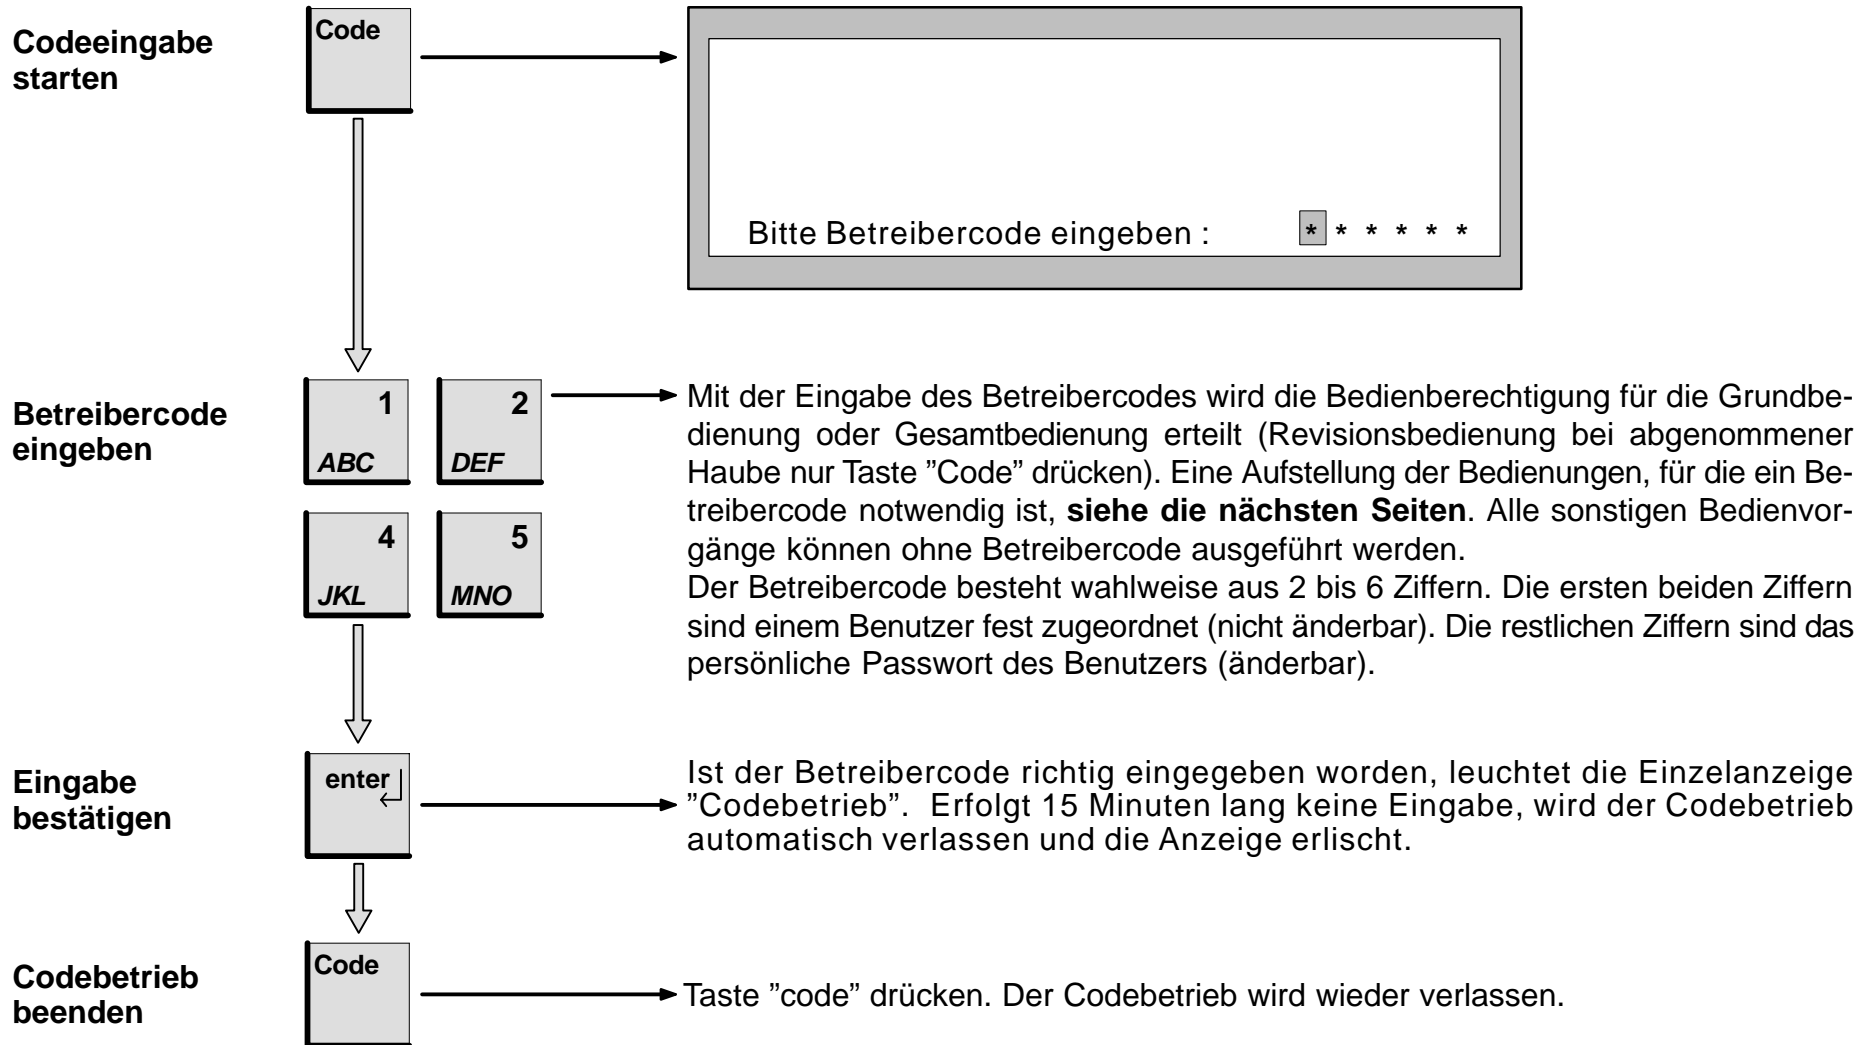 Codeeingabe
starten
Code
Bitte Betreibercode eingeben : * * * * * *
Betreibercode
eingeben
1
ABC
2
DEF
4
JKL
5
MNO
Mit der Eingabe des Betreibercodes wird die Bedienberechtigung für die Grundbe-
dienung oder Gesamtbedienung erteilt (Revisionsbedienung bei abgenommener
Haube nur Taste ”Code” drücken). Eine Aufstellung der Bedienungen, für die ein Be-
treibercode notwendig ist, siehe die nächsten Seiten. Alle sonstigen Bedienvor-
gänge können ohne Betreibercode ausgeführt werden.
Der Betreibercode besteht wahlweise aus 2 bis 6 Ziffern. Die ersten beiden Ziffern
sind einem Benutzer fest zugeordnet (nicht änderbar). Die restlichen Ziffern sind das
persönliche Passwort des Benutzers (änderbar).
Eingabe
bestätigen
enter
Ist der Betreibercode richtig eingegeben worden, leuchtet die Einzelanzeige
”Codebetrieb”. Erfolgt 15 Minuten lang keine Eingabe, wird der Codebetrieb
automatisch verlassen und die Anzeige erlischt.
Codebetrieb
beenden
Code
Taste ”code” drücken. Der Codebetrieb wird wieder verlassen.